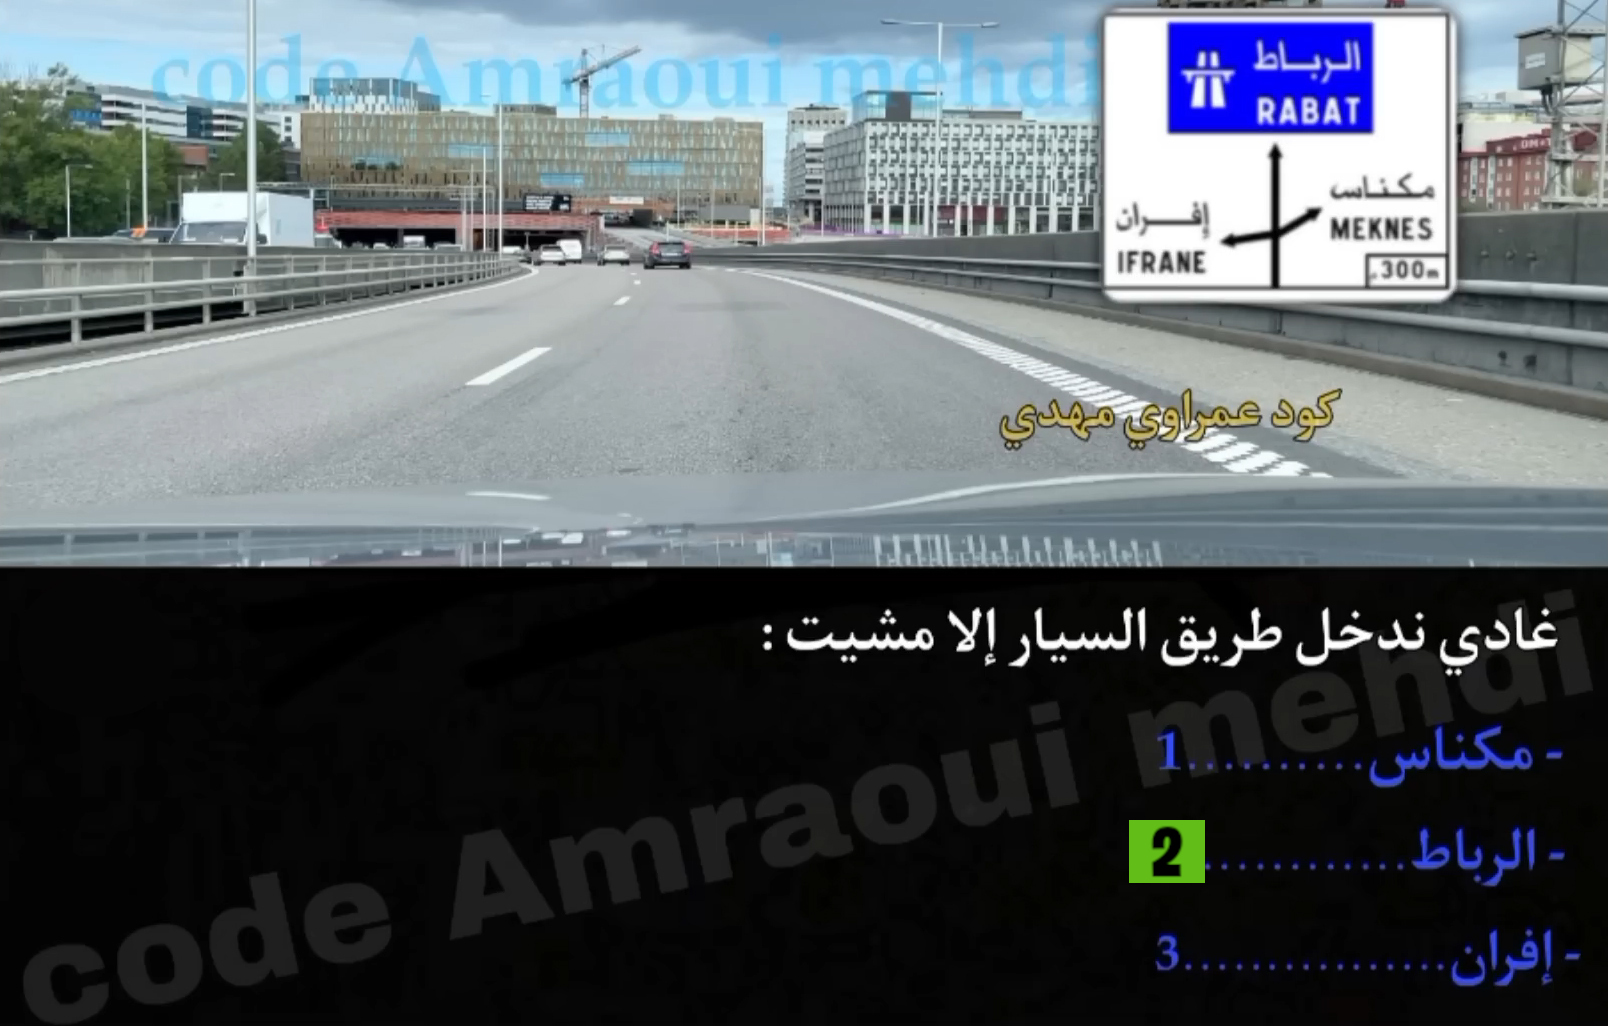 code Amraoui mehdi
الرباط
RABAT
مكناس
MEKNES
إفران
IFRANE
300m
كود عمراوي مهدي
غادي ندخل طريق السيار إلا مشيت :
- مكناس..........1
- الرباط............2
- إفران................3
code Amraoui mehdi